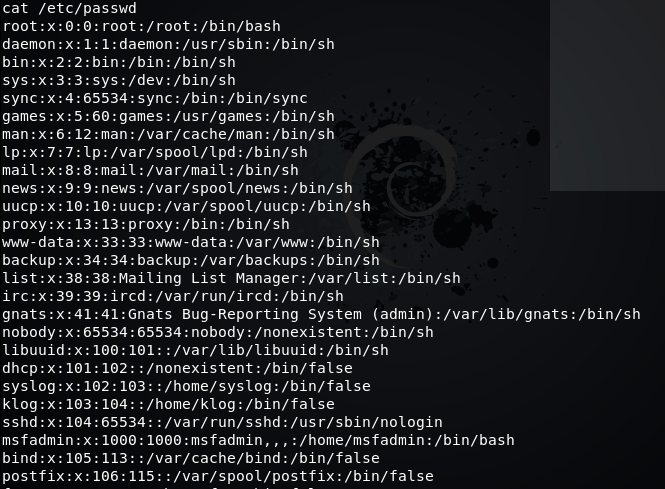 cat /etc/passwd
root:x:0:0:root:/root:/bin/bash
daemon:x:1:1:daemon:/usr/sbin:/bin/sh
bin:x:2:2:bin:/bin:/bin/sh
sys:x:3:3:sys:/dev:/bin/sh
sync:x:4:65534:sync:/bin:/bin/sync
games:x:5:60:games:/usr/games:/bin/sh
man:x:6:12:man:/var/cache/man:/bin/sh
lp:x:7:7:lp:/var/spool/lpd:/bin/sh
mail:x:8:8:mail:/var/mail:/bin/sh
news:x:9:9:news:/var/spool/news:/bin/sh
uucp:x:10:10:uucp:/var/spool/uucp:/bin/sh
proxy:x:13:13:proxy:/bin:/bin/sh
www-data:x:33:33:www-data:/var/www:/bin/sh
backup:x:34:34:backup:/var/backups:/bin/sh
list:x:38:38:Mailing List Manager:/var/list:/bin/sh
irc:x:39:39:ircd:/var/run/ircd:/bin/sh
gnats:x:41:41:Gnats Bug-Reporting System (admin):/var/lib/gnats:/bin/sh
nobody:x:65534:65534:nobody:/nonexistent:/bin/sh
libuuid:x:100:101::/var/lib/libuuid:/bin/sh
dhcp:x:101:102::/nonexistent:/bin/false
syslog:x:102:103::/home/syslog:/bin/false
klog:x:103:104::/home/klog:/bin/false
sshd:x:104:65534::/var/run/sshd:/usr/sbin/nologin
msfadmin:x:1000:1000:msfadmin,,,:/home/msfadmin:/bin/bash
bind:x:105:113::/var/cache/bind:/bin/false
postfix:x:106:115::/var/spool/postfix:/bin/false